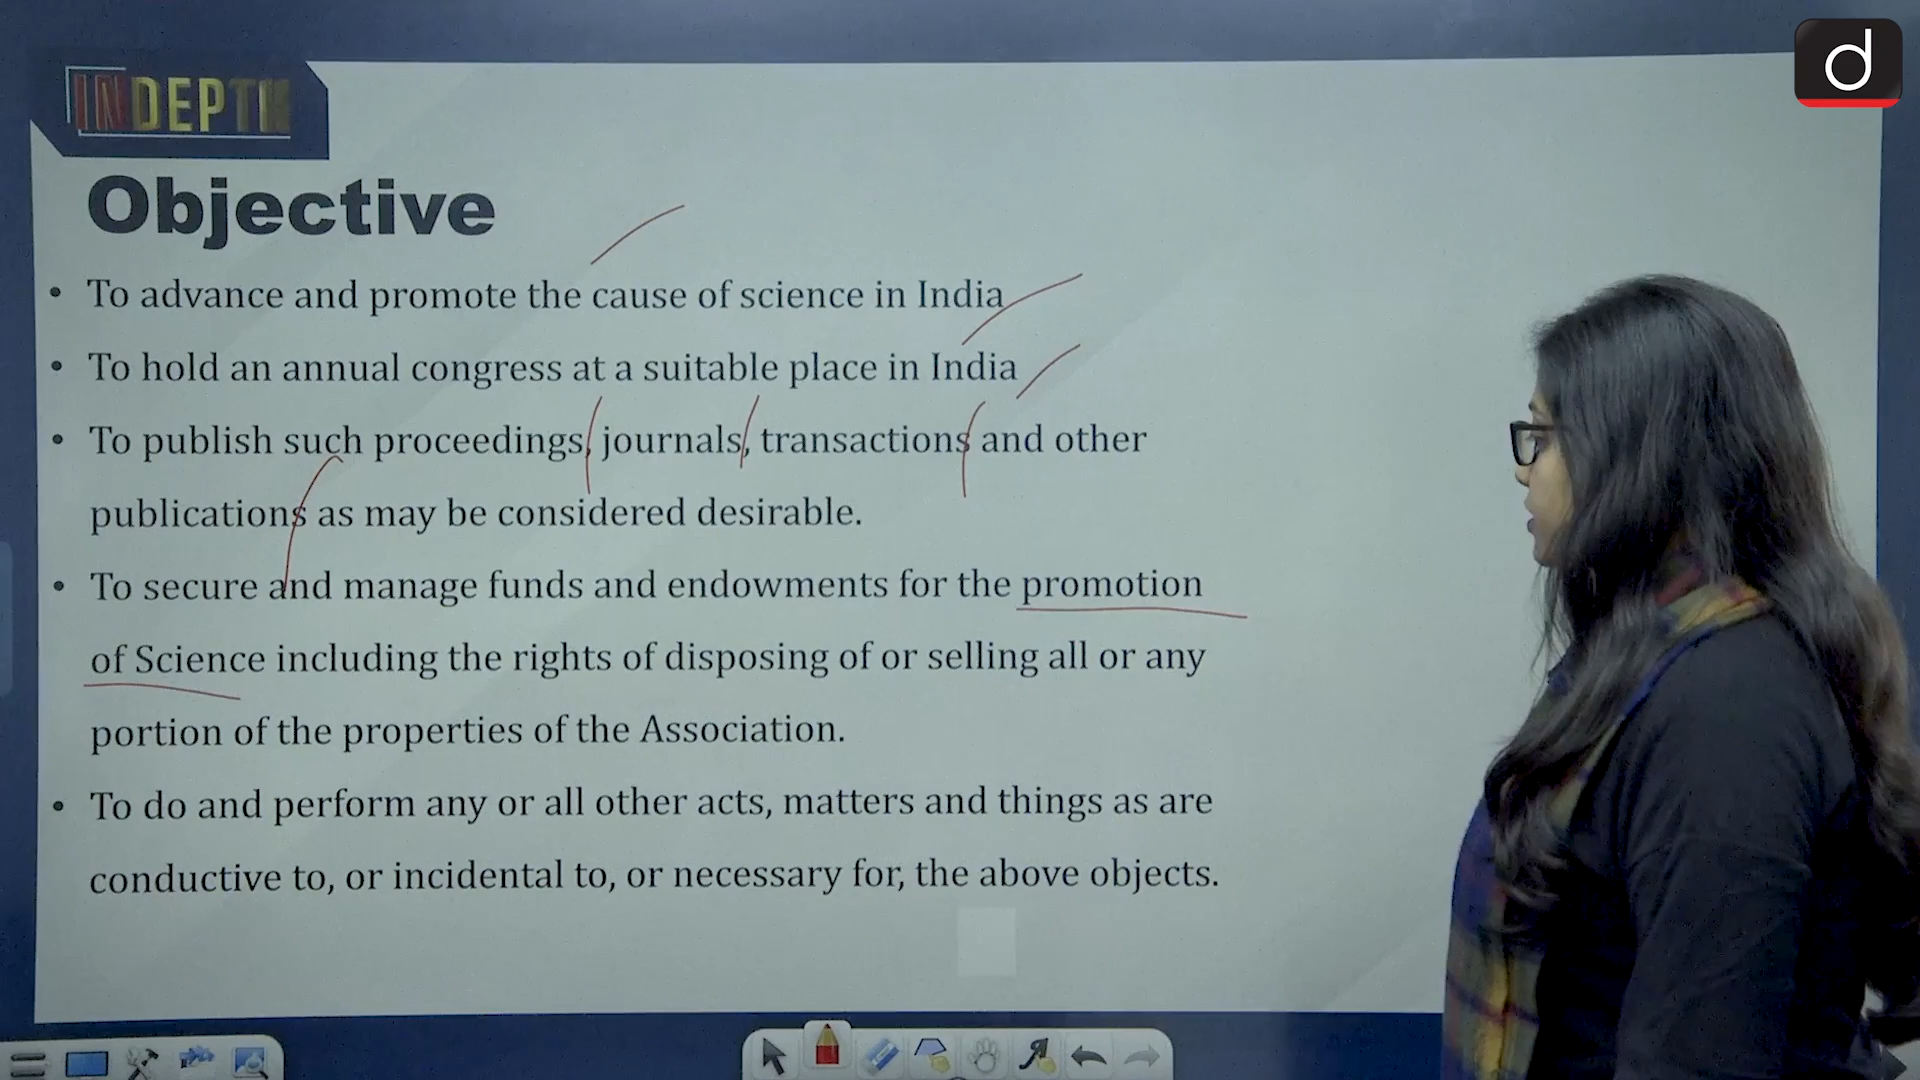 INDEPTH
d
Objective
• To advance and promote the cause of science in India
• To hold an annual congress at a suitable place in India
• To publish such proceedings, journals, transactions and other
publications as may be considered desirable.
• To secure and manage funds and endowments for the promotion
of Science including the rights of disposing of or selling all or any
portion of the properties of the Association.
• To do and perform any or all other acts, matters and things as are
conductive to, or incidental to, or necessary for, the above objects.